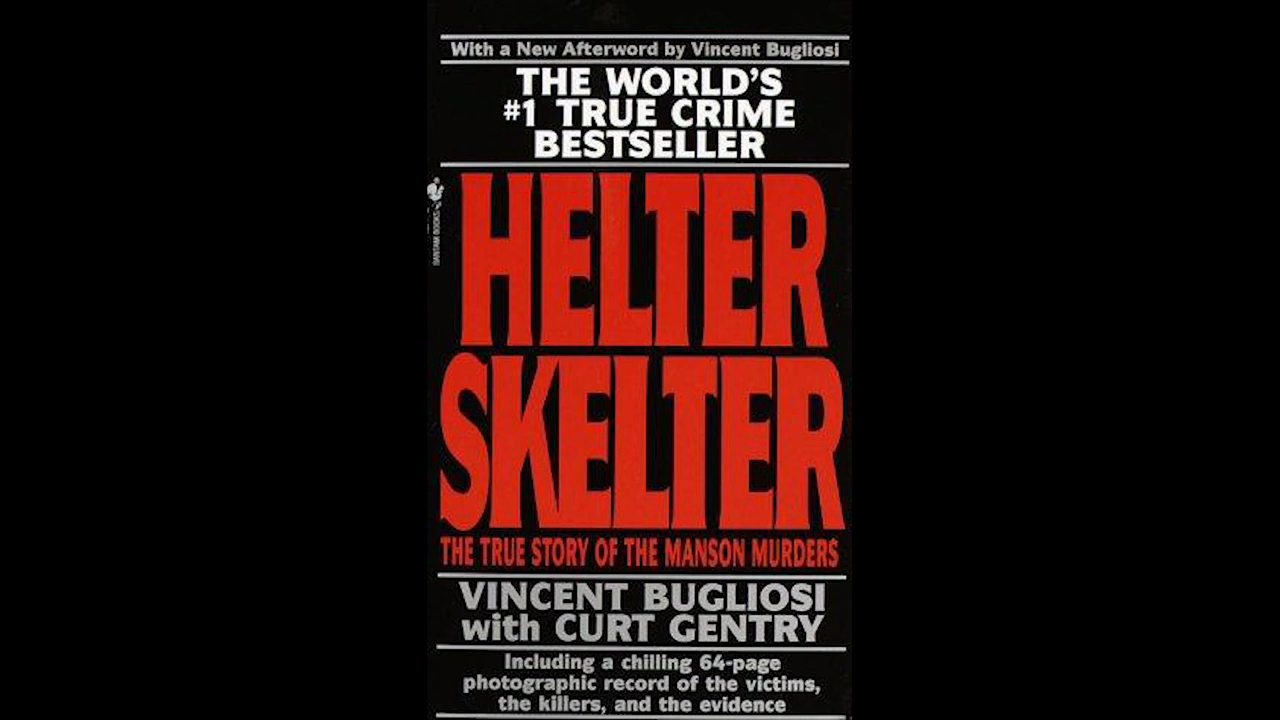 With a New Afterword by Vincent Bugliosi
THE WORLD'S
#1 TRUE CRIME
BESTSELLER
BANTAM BOOKS
HELTER
SKELTER
THE TRUE STORY OF THE MANSON MURDERS
VINCENT BUGLIOSI
with CURT GENTRY
Including a chilling 64-page
photographic record of the victims,
the killers, and the evidence